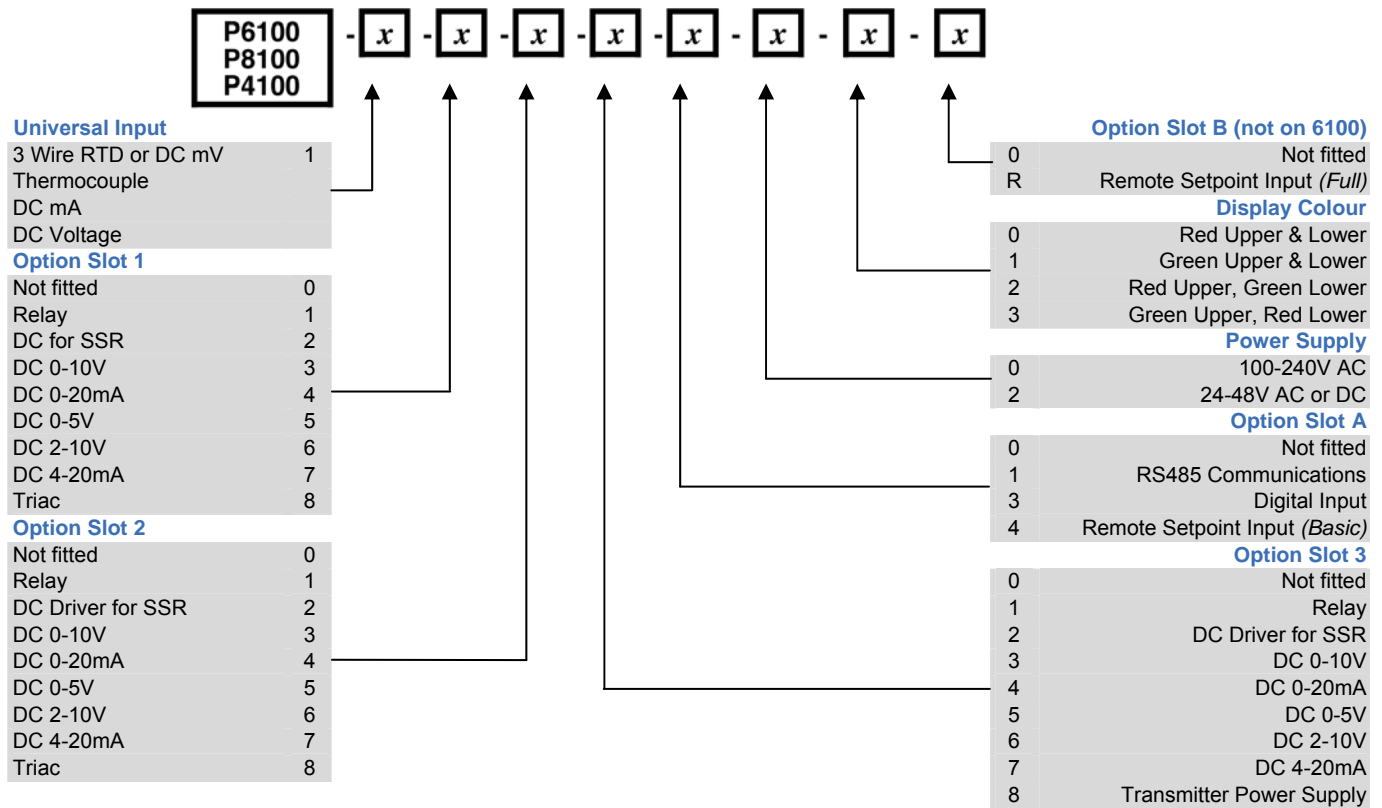 P6100
P8100
P4100
- x - x - x - x - x - x - x - x
Universal Input
3 Wire RTD or DC mV 1
Thermocouple
DC mA
DC Voltage
Option Slot 1
Not fitted 0
Relay 1
DC for SSR 2
DC 0-10V 3
DC 0-20mA 4
DC 0-5V 5
DC 2-10V 6
DC 4-20mA 7
Triac 8
Option Slot 2
Not fitted 0
Relay 1
DC Driver for SSR 2
DC 0-10V 3
DC 0-20mA 4
DC 0-5V 5
DC 2-10V 6
DC 4-20mA 7
Triac 8
Option Slot B (not on 6100)
0 Not fitted
R Remote Setpoint Input (Full)
Display Colour
0 Red Upper & Lower
1 Green Upper & Lower
2 Red Upper, Green Lower
3 Green Upper, Red Lower
Power Supply
0 100-240V AC
2 24-48V AC or DC
Option Slot A
0 Not fitted
1 RS485 Communications
3 Digital Input
4 Remote Setpoint Input (Basic)
Option Slot 3
0 Not fitted
1 Relay
2 DC Driver for SSR
3 DC 0-10V
4 DC 0-20mA
5 DC 0-5V
6 DC 2-10V
7 DC 4-20mA
8 Transmitter Power Supply